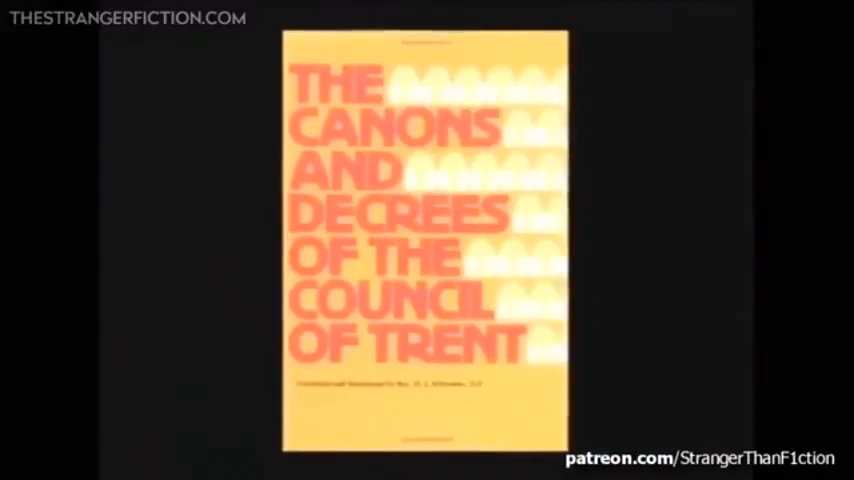 THESTRANGERFICTION.COM
THE
CANONS
AND
DECREES
OF THE
COUNCIL
OF TRENT
patreon.com/StrangerThanF1ction